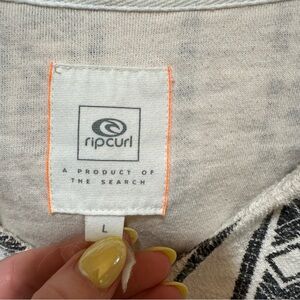 ripcurl
A PRODUCT OF
THE SEARCH
L